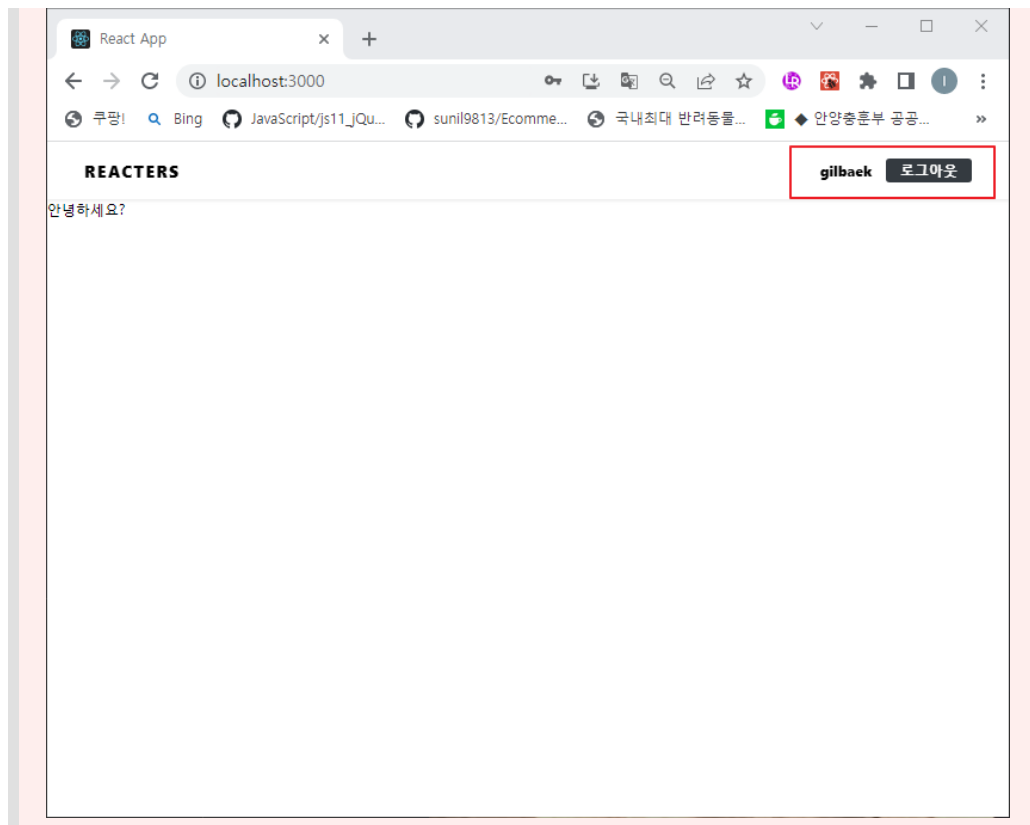 React App
localhost:3000
쿠팡! Bing JavaScript/js11_jQu... sunil9813/Ecomme... 국내최대 반려동물... ◆ 안양충훈부 공공... »
REACTERS gilbaek 로그아웃
안녕하세요?